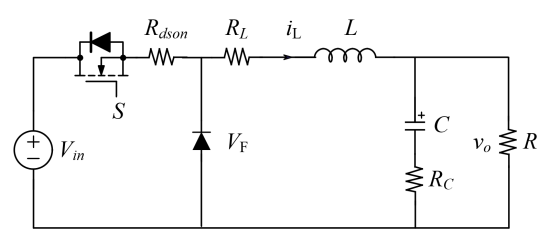 R_dson
R_L
i_L
L
S
+
−
V_in
V_F
+
C
R_C
v_o
R